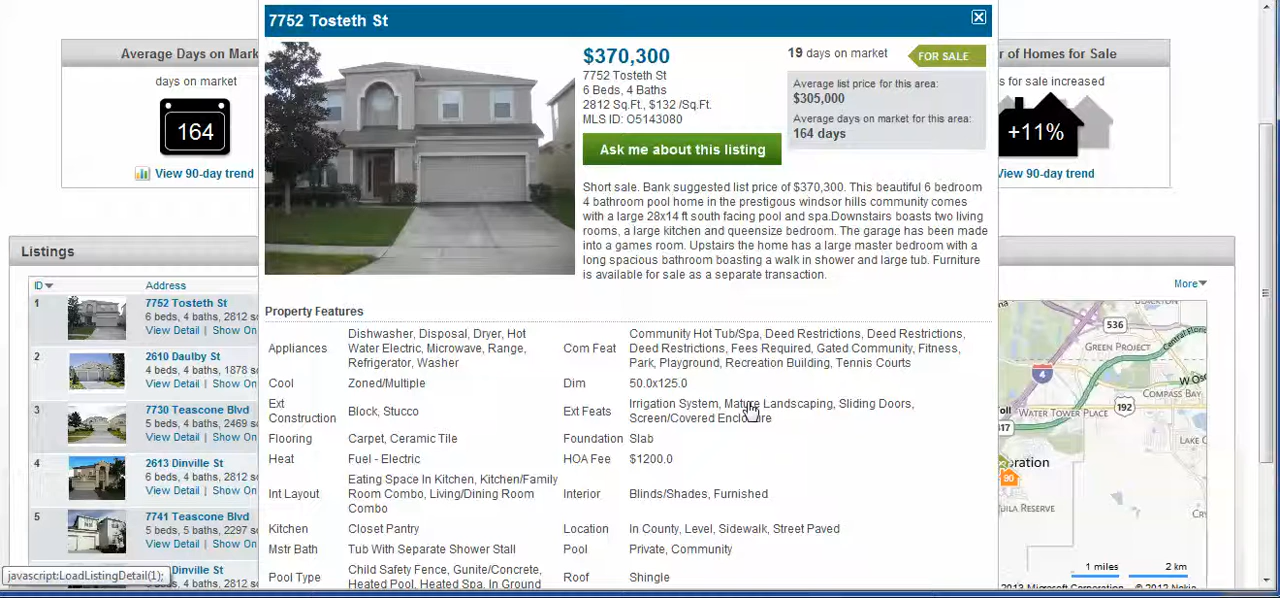 7752 Tosteth St
Average Days on Mark
days on market
164
View 90-day trend
$370,300
7752 Tosteth St
6 Beds, 4 Baths
2812 Sq.Ft., $132 /Sq.Ft.
MLS ID: O5143080
Ask me about this listing
19 days on market
FOR SALE
Average list price for this area:
$305,000
Average days on market for this area:
164 days
r of Homes for Sale
s for sale increased
+11%
View 90-day trend
Short sale. Bank suggested list price of $370,300. This beautiful 6 bedroom
4 bathroom pool home in the prestigious windsor hills community comes
with a large 28x14 ft south facing pool and spa.Downstairs boasts two living
rooms, a large kitchen and queensize bedroom. The garage has been made
into a games room. Upstairs the home has a large master bedroom with a
long spacious bathroom boasting a walk in shower and large tub. Furniture
is available for sale as a separate transaction.
Listings
ID Address
1 7752 Tosteth St
6 beds, 4 baths, 2812 s
View Detail | Show On
2 2610 Daulby St
4 beds, 4 baths, 1878 s
View Detail | Show On
3 7730 Teascone Blvd
5 beds, 4 baths, 2469 s
View Detail | Show On
4 2613 Dinville St
6 beds, 4 baths, 2812 s
View Detail | Show On
5 7741 Teascone Blvd
5 beds, 5 baths, 2297 s
View Detail | Show On
Dinville St
beds, 4 baths, 2812 s
javascript:LoadListingDetail(1);
Property Features
Appliances Dishwasher, Disposal, Dryer, Hot
Water Electric, Microwave, Range,
Refrigerator, Washer
Com Feat Community Hot Tub/Spa, Deed Restrictions, Deed Restrictions,
Deed Restrictions, Fees Required, Gated Community, Fitness,
Park, Playground, Recreation Building, Tennis Courts
Cool Zoned/Multiple
Dim 50.0x125.0
Ext
Construction Block, Stucco
Ext Feats Irrigation System, Mature Landscaping, Sliding Doors,
Screen/Covered Enclosure
Flooring Carpet, Ceramic Tile
Foundation Slab
Heat Fuel - Electric
HOA Fee $1200.0
Int Layout Eating Space In Kitchen, Kitchen/Family
Room Combo, Living/Dining Room
Combo
Interior Blinds/Shades, Furnished
Kitchen Closet Pantry
Location In County, Level, Sidewalk, Street Paved
Mstr Bath Tub With Separate Shower Stall
Pool Private, Community
Pool Type Child Safety Fence, Gunite/Concrete,
Heated Pool, Heated Spa, In Ground
Roof Shingle
More
536
GREEN PROJECT
4
W Os
WATER TOWER PLACE
192
LAKE C
oll
417
oration
90
JILA RESERVE
1 miles 2 km
2013 Microsoft Corporation © 2012 Nokia